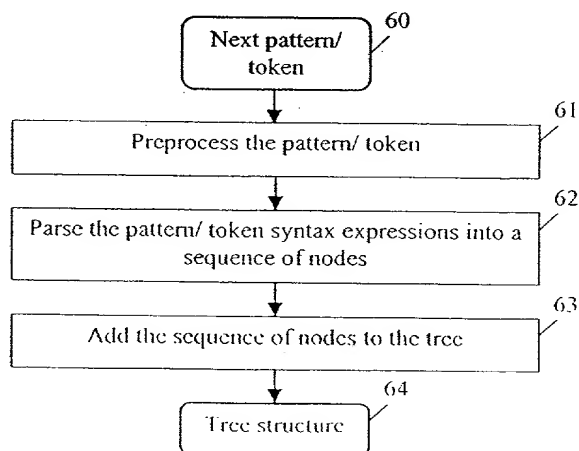 60
Next pattern/
token
61
Preprocess the pattern/ token
62
Parse the pattern/ token syntax expressions into a
sequence of nodes
63
Add the sequence of nodes to the tree
64
Tree structure